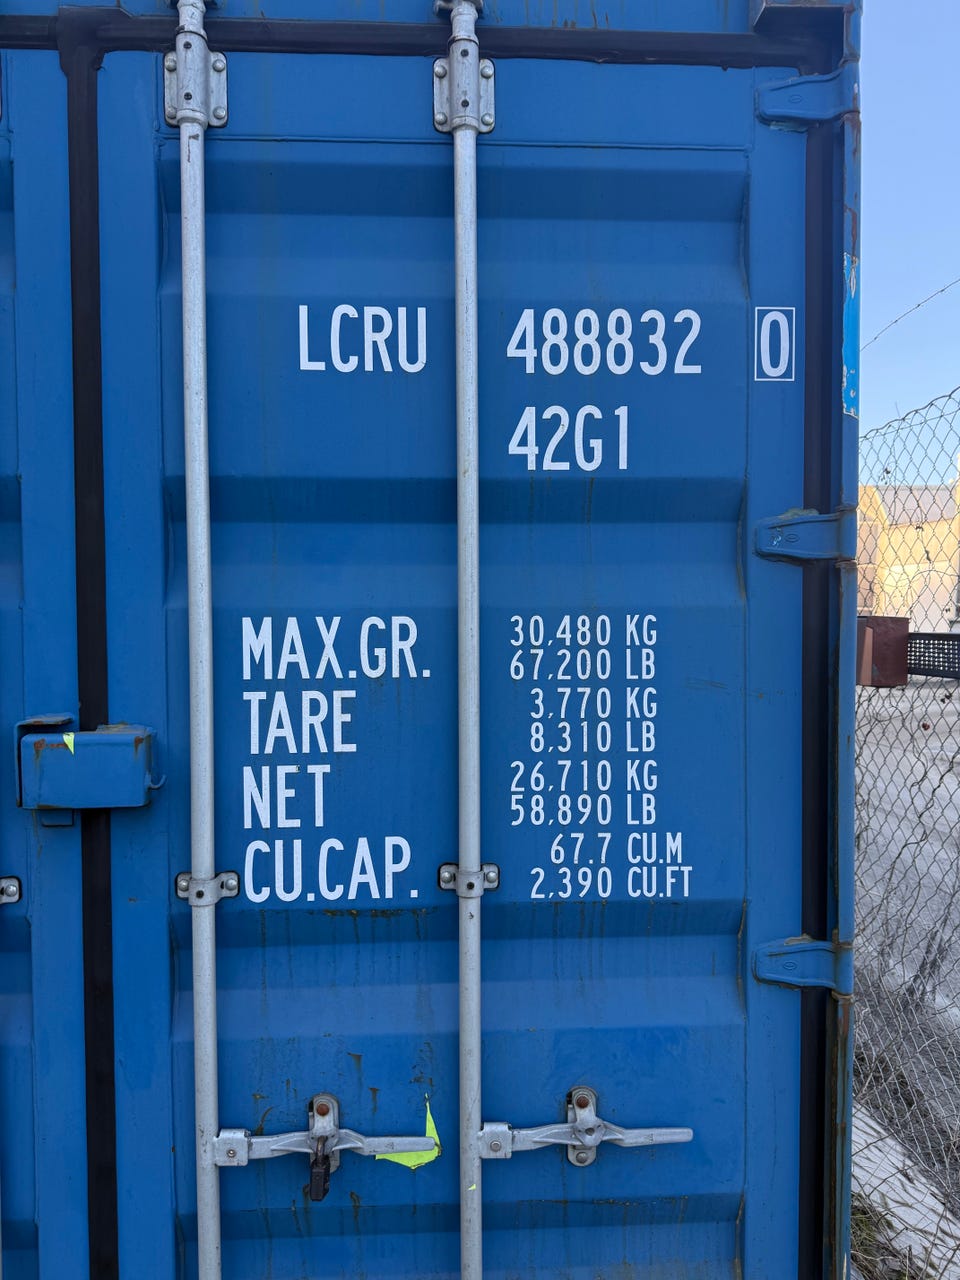 LCRU 488832 0
42G1
MAX.GR. 30,480 KG
67,200 LB
TARE 3,770 KG
8,310 LB
NET 26,710 KG
58,890 LB
CU.CAP. 67.7 CU.M
2,390 CU.FT